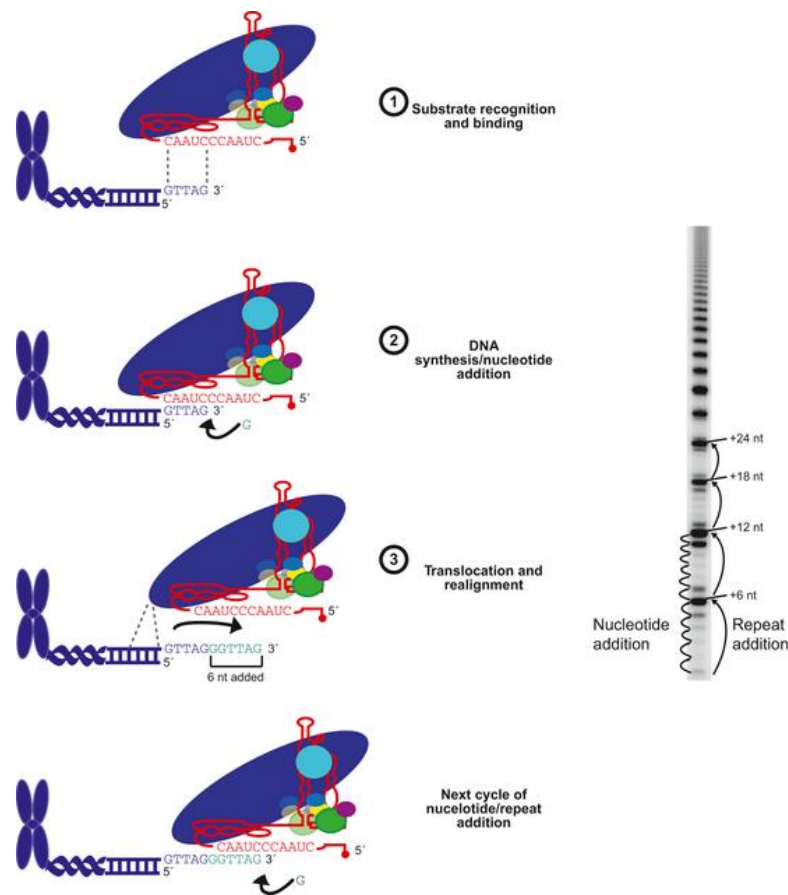 1
Substrate recognition
and binding
CAAUCCCAAUC
5´
GTTAG 3´
5´
2
DNA
synthesis/nucleotide
addition
CAAUCCCAAUC
5´
GTTAG 3´
5´
G
3
Translocation and
realignment
CAAUCCCAAUC
5´
GTTAGGGTTAG 3´
5´
6 nt added
Next cycle of
nucelotide/repeat
addition
CAAUCCCAAUC
5´
GTTAGGGTTAG 3´
5´
G
+24 nt
+18 nt
+12 nt
+6 nt
Nucleotide
addition
Repeat
addition